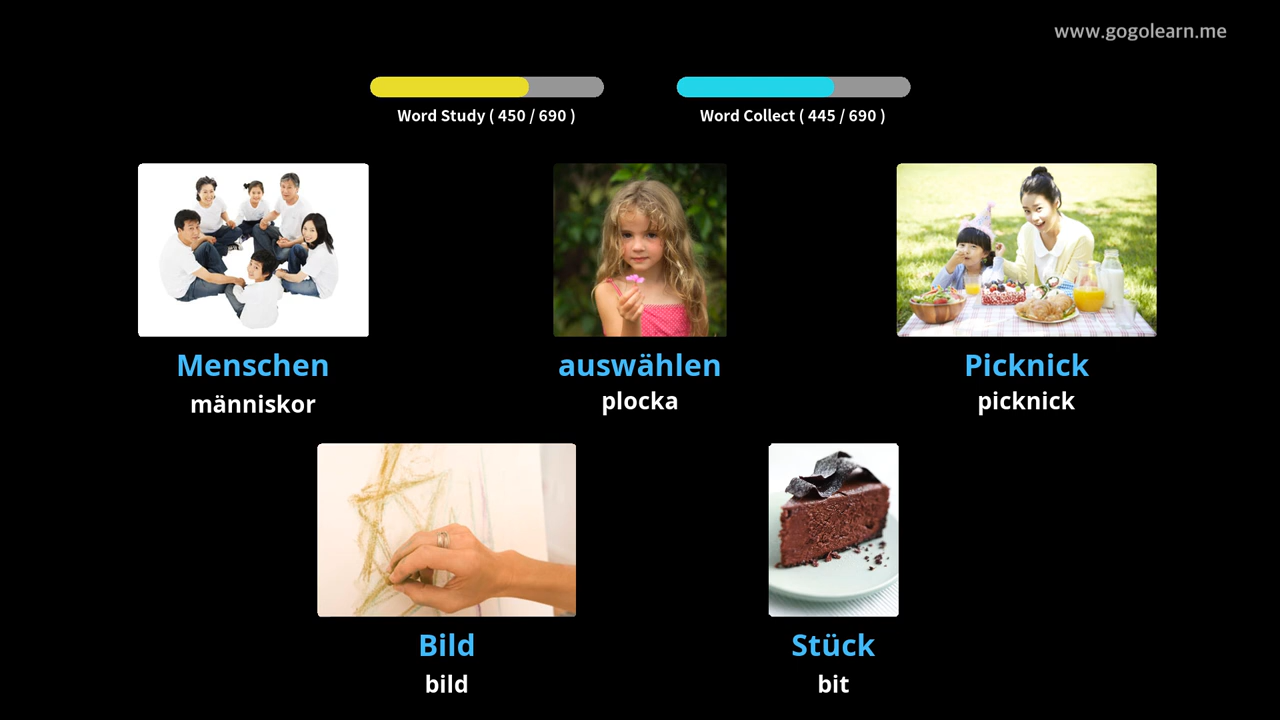 www.gogolearn.me
Word Study ( 450 / 690 )
Word Collect ( 445 / 690 )
Menschen
människor
auswählen
plocka
Picknick
picknick
Bild
bild
Stück
bit